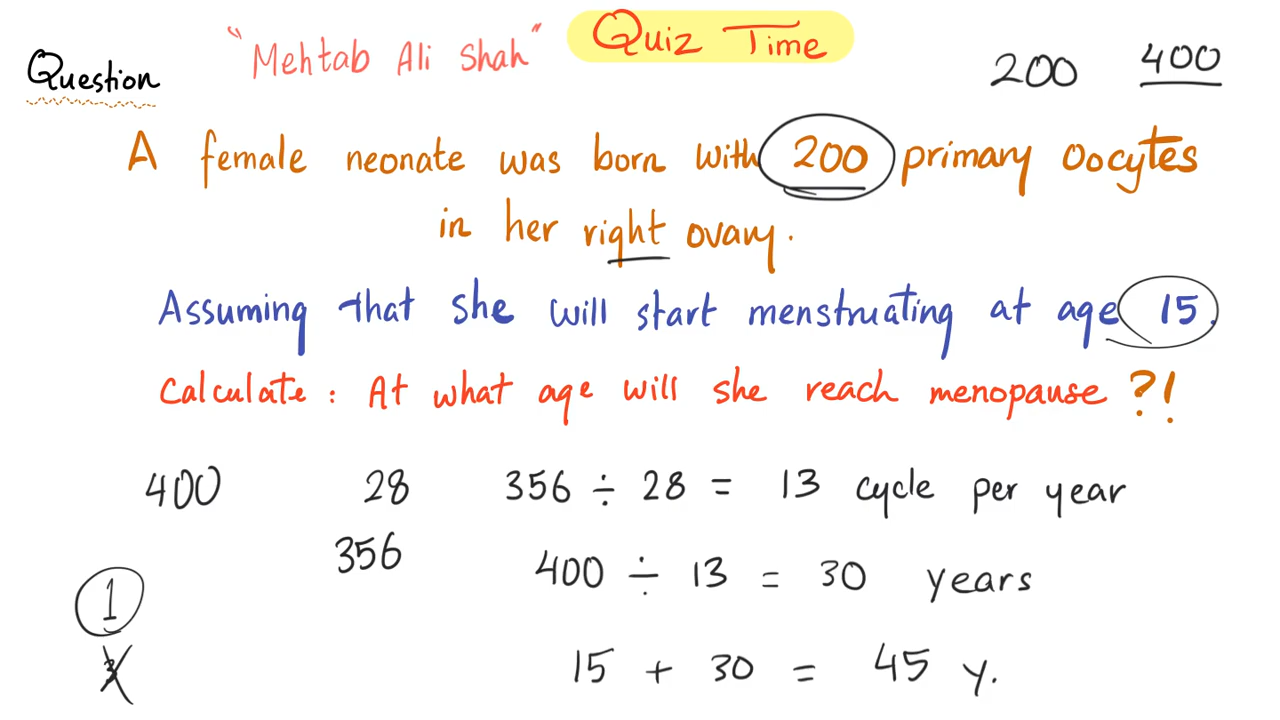 "Mehtab Ali Shah" Quiz Time
Question
200 400
A female neonate was born with 200 primary oocytes
in her right ovary.
Assuming that she will start menstruating at age 15.
Calculate : At what age will she reach menopause ?!
400 28 356 ÷ 28 = 13 cycle per year
356
400 ÷ 13 = 30 years
1
15 + 30 = 45 y.